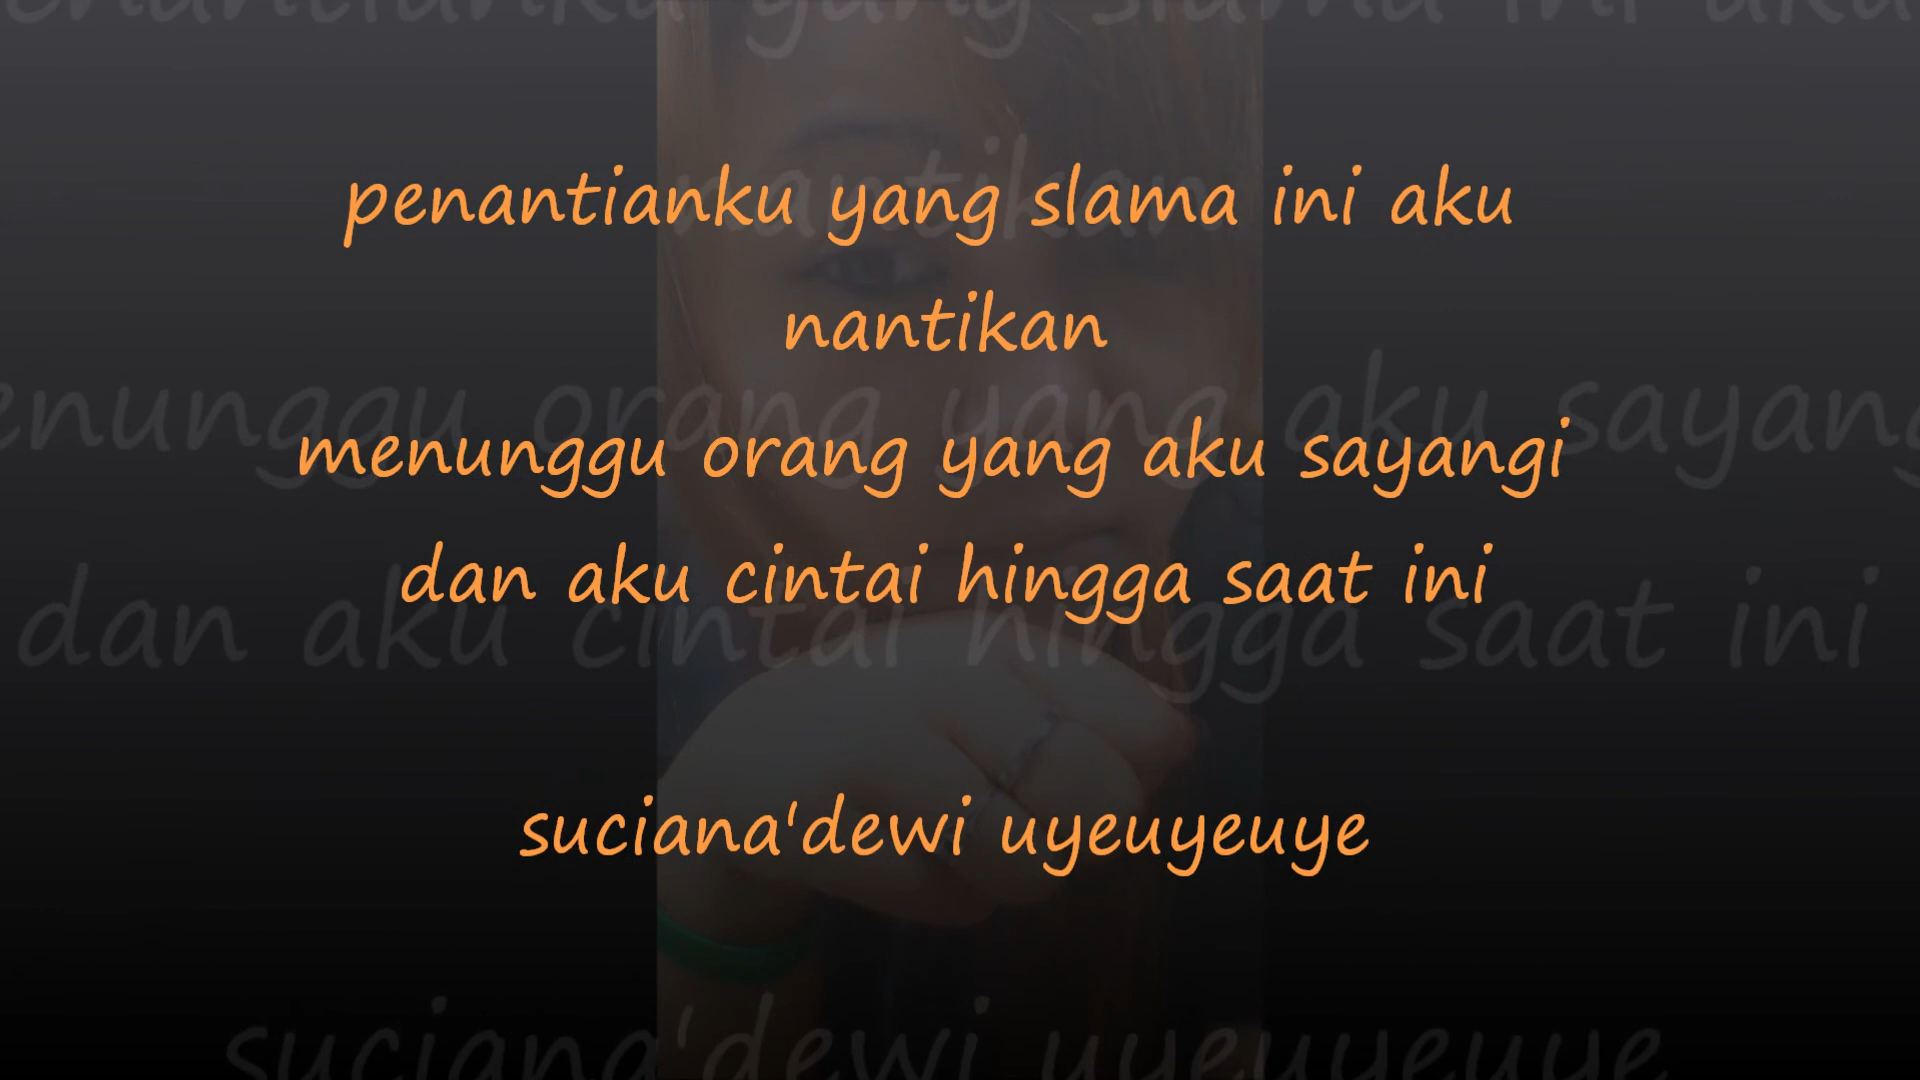 penantianku yang slama ini aku
nantikan
menunggu orang yang aku sayangi
dan aku cintai hingga saat ini
suciana'dewi uyeuyeuye